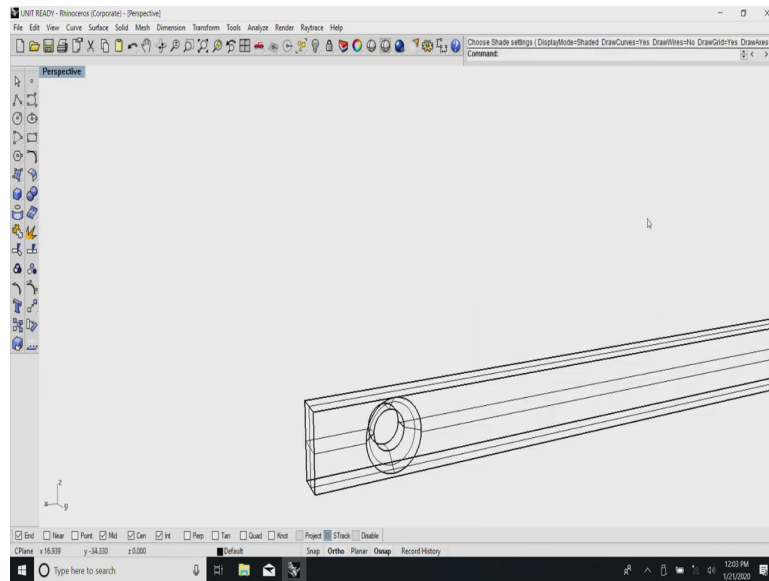 UNIT READY - Rhinoceros (Corporate) - [Perspective]
File Edit View Curve Surface Solid Mesh Dimension Transform Tools Analyze Render Raytrace Help
Choose Shade settings ( DisplayMode=Shaded DrawCurves=Yes DrawWires=No DrawGrid=Yes DrawAxes
Command:
Perspective
z
x y
End Near Point Mid Cen Int Perp Tan Quad Knot Project STrack Disable
CPlane x 16.939 y -34.330 z 0.000 Default Snap Ortho Planar Osnap Record History
Type here to search
12:03 PM
1/21/2020